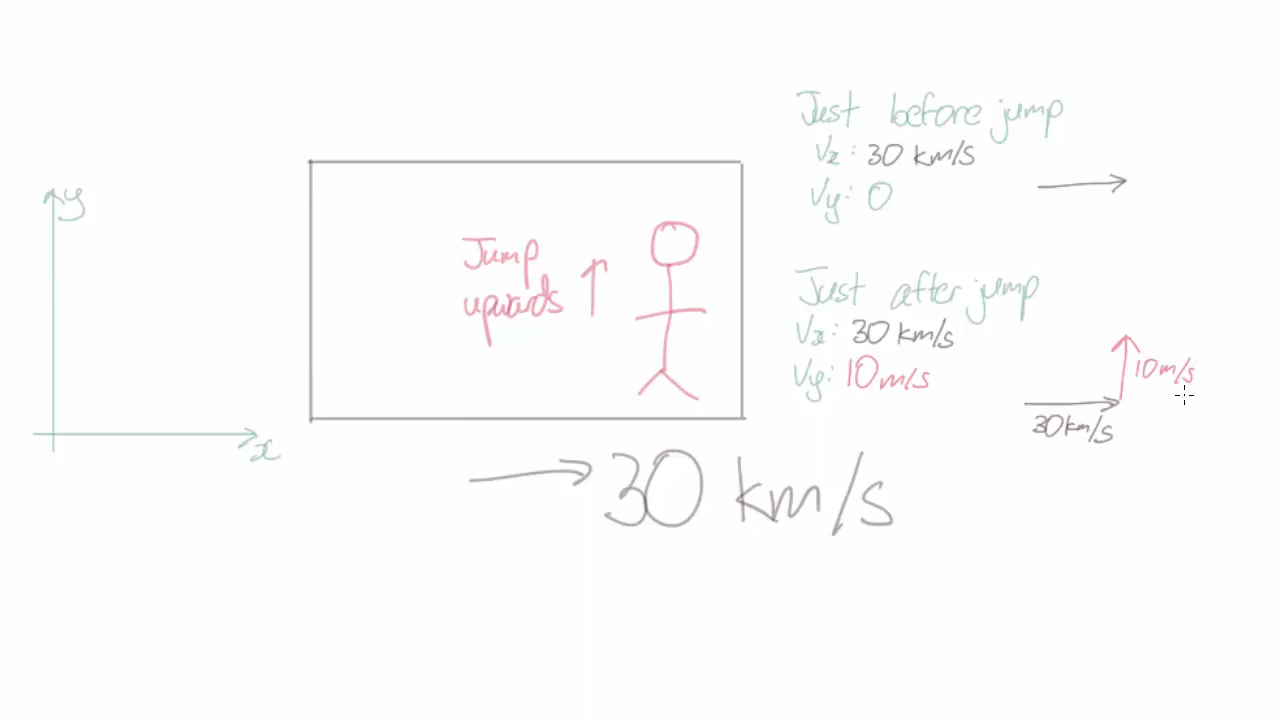 y
x
Jump
upwards
30 km/s
Just before jump
Vx: 30 km/s
Vy: 0
Just after jump
Vx: 30 km/s
Vy: 10m/s
10m/s
30km/s